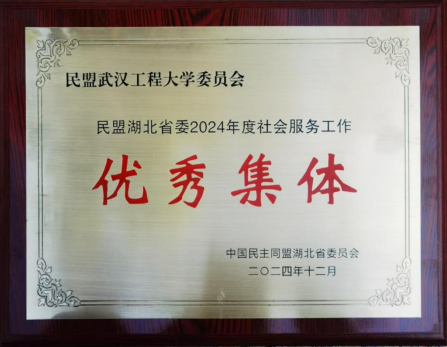 民盟武汉工程大学委员会
民盟湖北省委2024年度社会服务工作
优秀集体
中国民主同盟湖北省委员会
二〇二四年十二月